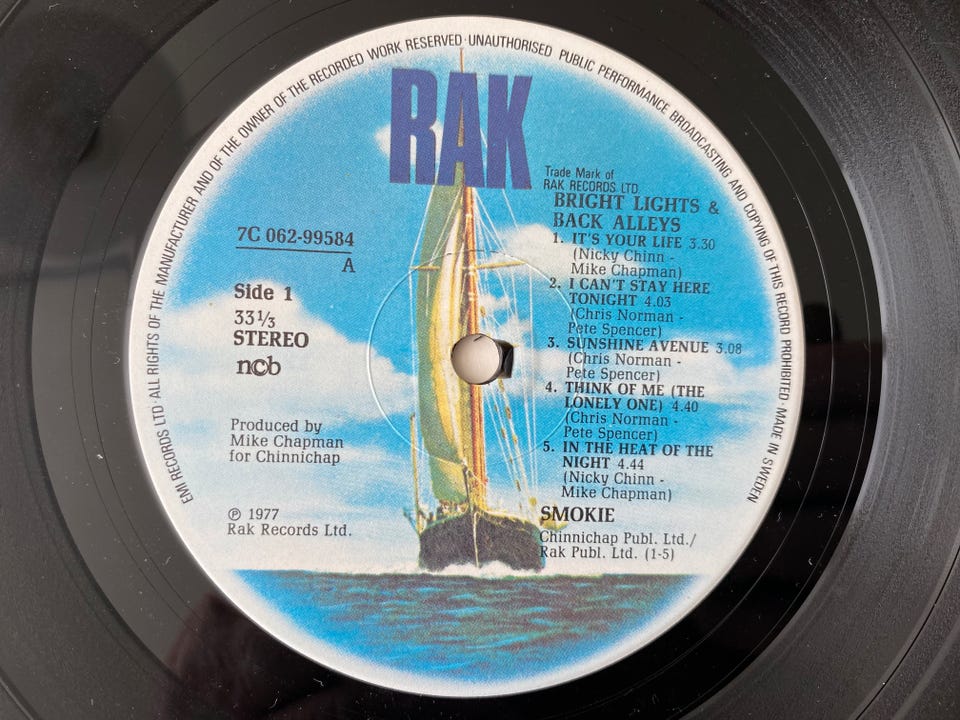 EMI RECORDS LTD · ALL RIGHTS OF THE MANUFACTURER AND OF THE OWNER OF THE RECORDED WORK RESERVED · UNAUTHORISED PUBLIC PERFORMANCE BROADCASTING AND COPYING OF THIS RECORD PROHIBITED · MADE IN SWEDEN
RAK
Trade Mark of
RAK RECORDS LTD
7C 062-99584
A
Side 1
33⅓
STEREO
ncb
Produced by
Mike Chapman
for Chinnichap
℗ 1977
Rak Records Ltd.
BRIGHT LIGHTS &
BACK ALLEYS
1. IT'S YOUR LIFE 3.30
(Nicky Chinn -
Mike Chapman)
2. I CAN'T STAY HERE
TONIGHT 4.03
(Chris Norman -
Pete Spencer)
3. SUNSHINE AVENUE 3.08
(Chris Norman -
Pete Spencer)
4. THINK OF ME (THE
LONELY ONE) 4.40
(Chris Norman -
Pete Spencer)
5. IN THE HEAT OF THE
NIGHT 4.44
(Nicky Chinn -
Mike Chapman)
SMOKIE
Chinnichap Publ. Ltd./
Rak Publ. Ltd. (1-5)